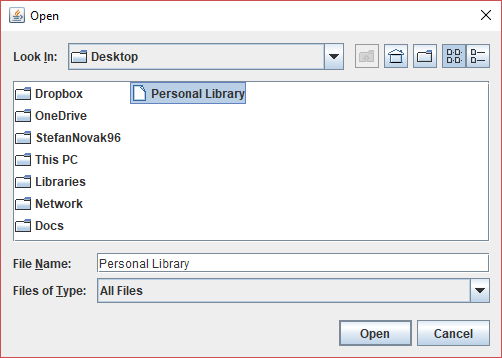 Open
Look In: Desktop
Dropbox Personal Library
OneDrive
StefanNovak96
This PC
Libraries
Network
Docs
File Name: Personal Library
Files of Type: All Files
Open Cancel